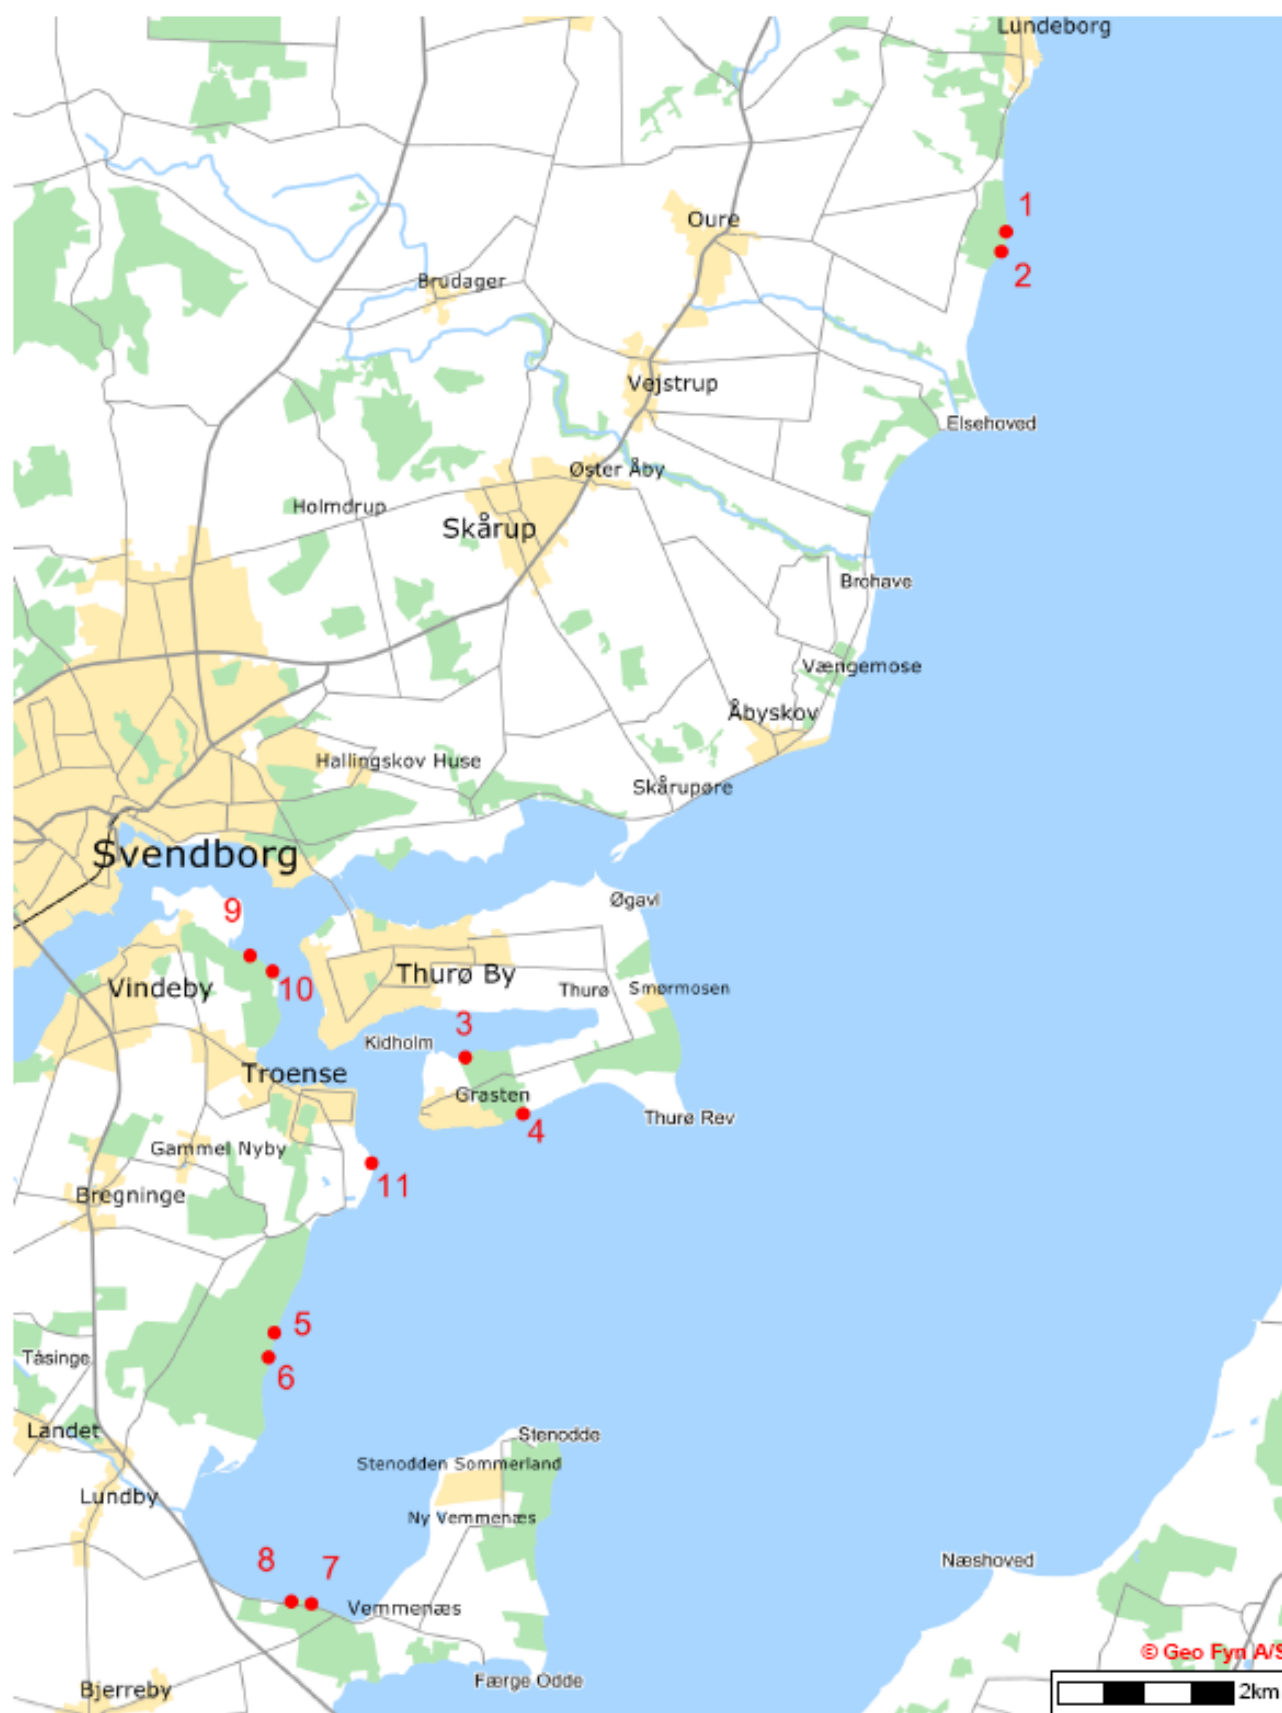 Lundeborg
1
Oure
2
Brudager
Vejstrup
Elsehoved
Øster Åby
Holmdrup
Skårup
Brohave
Vængemose
Åbyskov
Hallingskov Huse
Skårupøre
Svendborg
Øgavl
9
Thurø By
10
Vindeby
Thurø
Smørmosen
3
Kidholm
Troense
Grasten
Thurø Rev
4
Gammel Nyby
11
Bregninge
5
Tåsinge
6
Landet
Stenodde
Stenodden Sommerland
Lundby
Ny Vemmenæs
Næshoved
8
7
Vemmenæs
© Geo Fyn A/S
Færge Odde
Bjerreby
2km